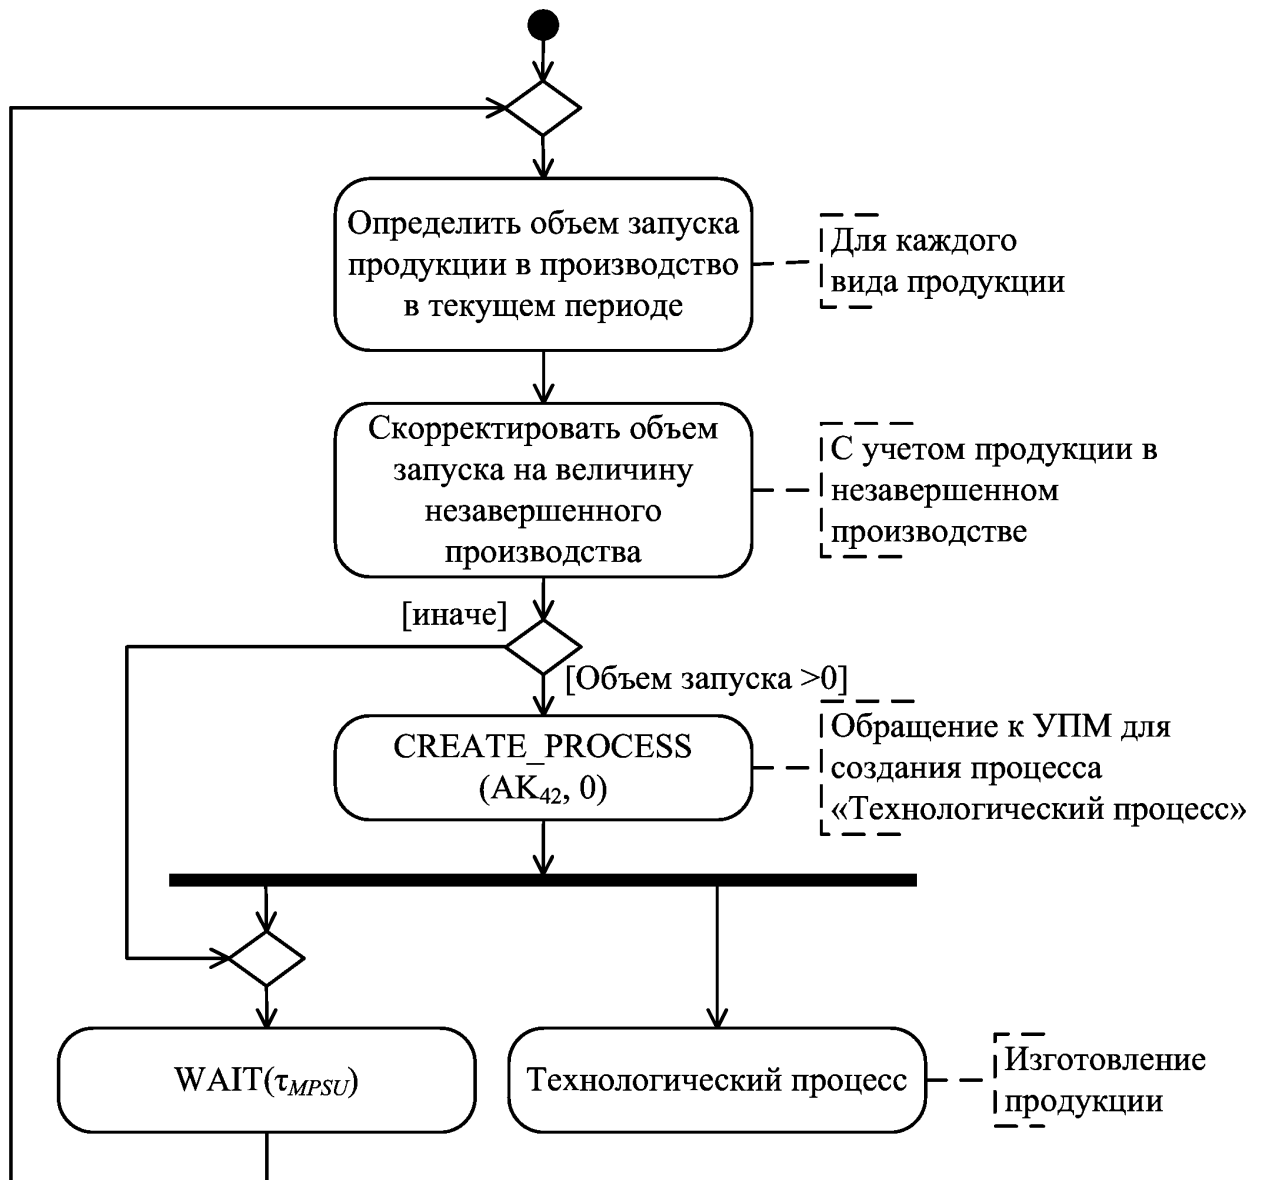 Определить объем запуска
продукции в производство
в текущем периоде
Для каждого
вида продукции
Скорректировать объем
запуска на величину
незавершенного
производства
С учетом продукции в
незавершенном
производстве
[иначе]
[Объем запуска >0]
CREATE_PROCESS
(АК₄₂, 0)
Обращение к УПМ для
создания процесса
«Технологический процесс»
WAIT(τ_MPSU)
Технологический процесс
Изготовление
продукции